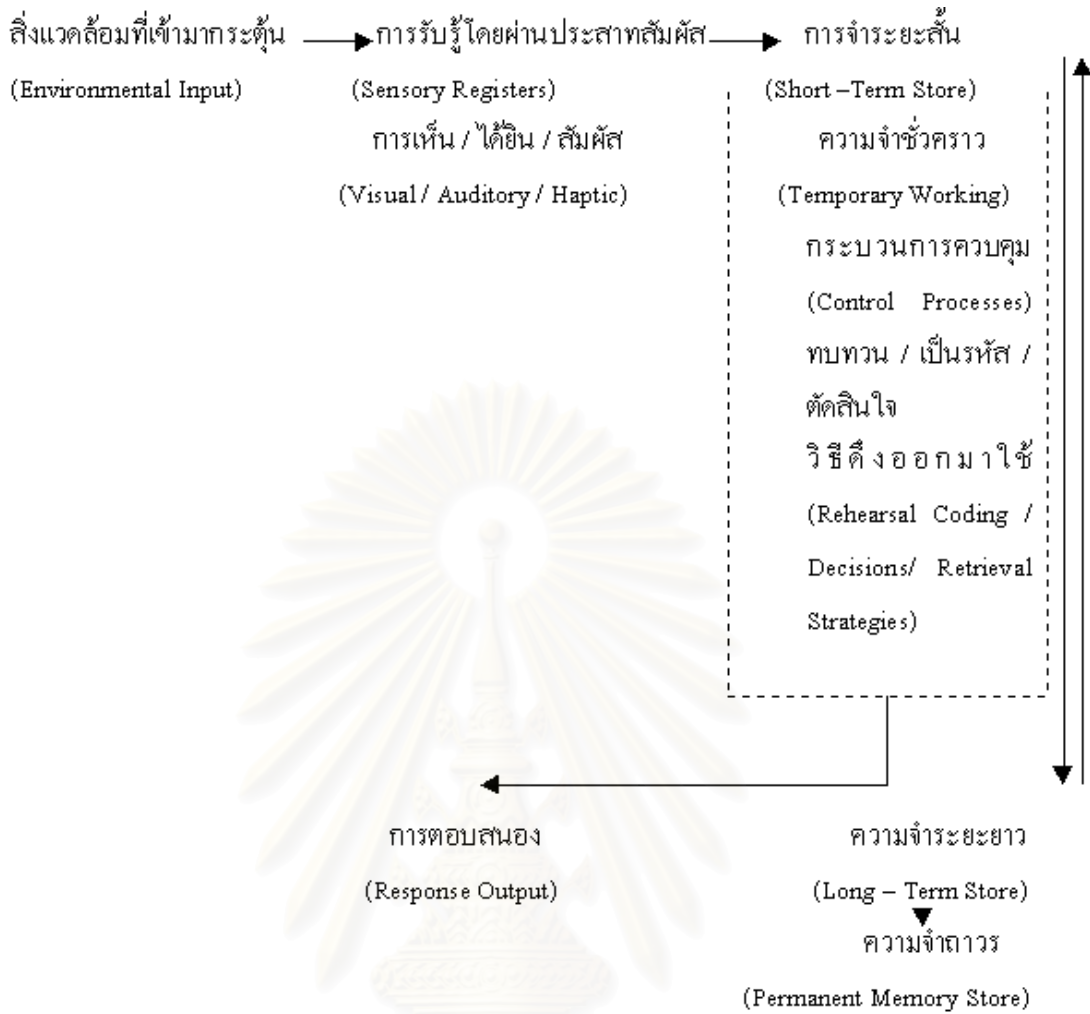 สิ่งแวดล้อมที่เข้ามากระตุ้น
(Environmental Input)
การรับรู้โดยผ่านประสาทสัมผัส
(Sensory Registers)
การเห็น / ได้ยิน / สัมผัส
(Visual / Auditory / Haptic)
การจำระยะสั้น
(Short –Term Store)
ความจำชั่วคราว
(Temporary Working)
กระบวนการควบคุม
(Control Processes)
ทบทวน / เป็นรหัส /
ตัดสินใจ
วิธีดึงออกมาใช้
(Rehearsal Coding /
Decisions/ Retrieval
Strategies)
การตอบสนอง
(Response Output)
ความจำระยะยาว
(Long – Term Store)
ความจำถาวร
(Permanent Memory Store)